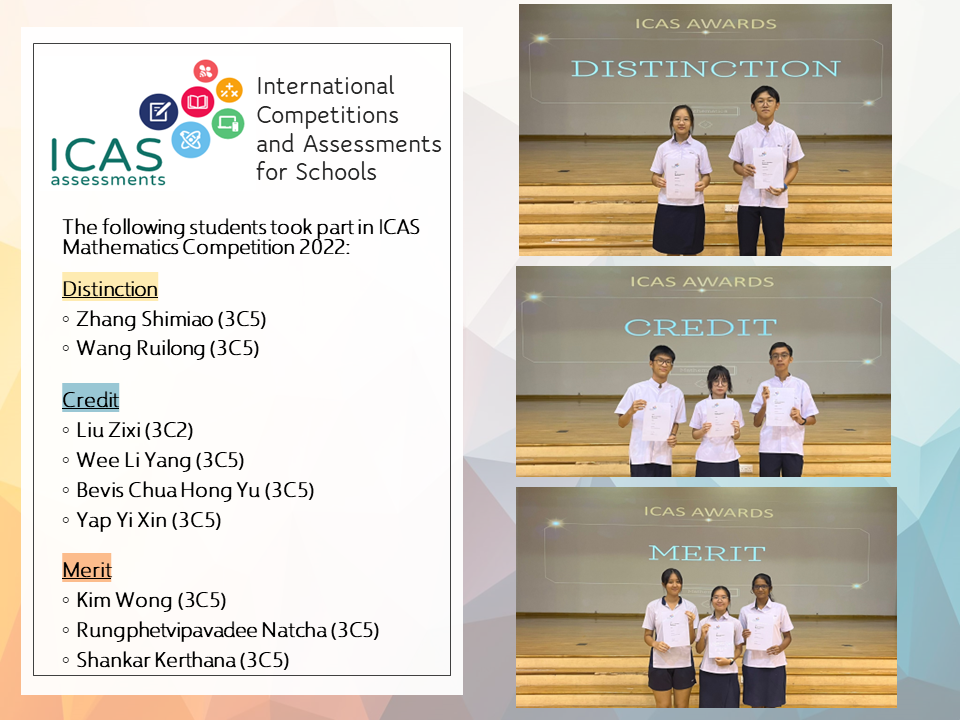 ICAS
assessments
International
Competitions
and Assessments
for Schools
The following students took part in ICAS
Mathematics Competition 2022:
Distinction
◦ Zhang Shimiao (3C5)
◦ Wang Ruilong (3C5)
Credit
◦ Liu Zixi (3C2)
◦ Wee Li Yang (3C5)
◦ Bevis Chua Hong Yu (3C5)
◦ Yap Yi Xin (3C5)
Merit
◦ Kim Wong (3C5)
◦ Rungphetvipavadee Natcha (3C5)
◦ Shankar Kerthana (3C5)
ICAS AWARDS
DISTINCTION
ICAS AWARDS
CREDIT
ICAS AWARDS
MERIT